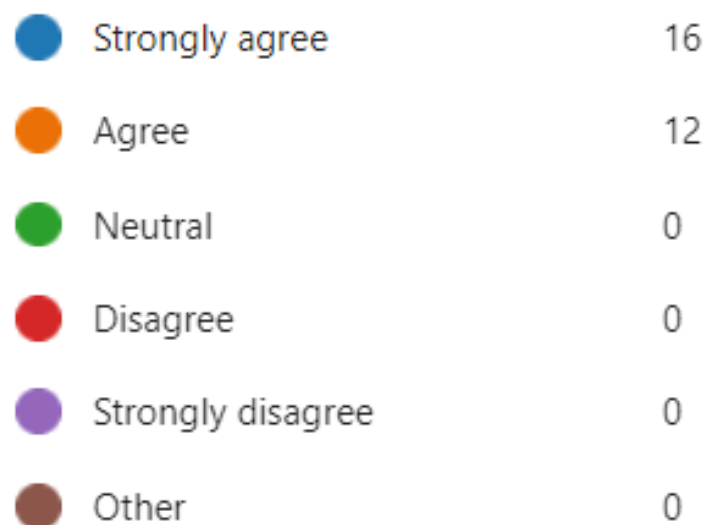 Strongly agree 16
Agree 12
Neutral 0
Disagree 0
Strongly disagree 0
Other 0